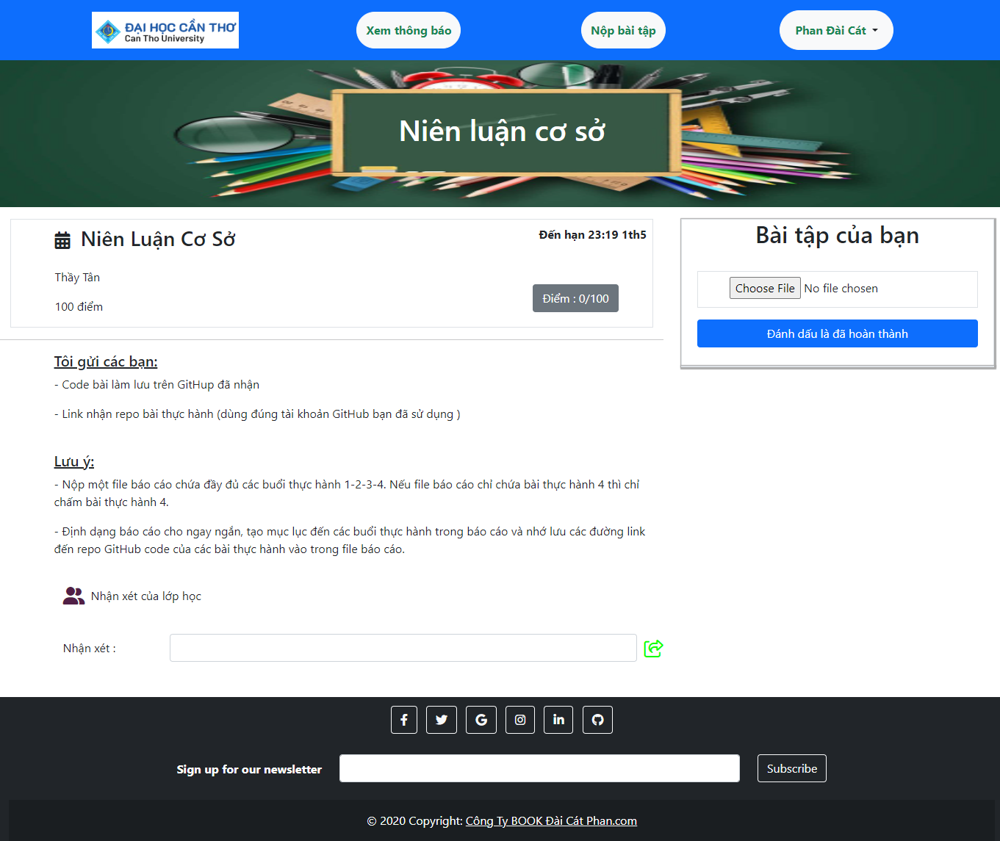 ĐẠI HỌC CẦN THƠ
Can Tho University
Xem thông báo
Nộp bài tập
Phan Đài Cát
Niên luận cơ sở
Niên Luận Cơ Sở
Đến hạn 23:19 1th5
Thầy Tân
100 điểm
Điểm : 0/100
Bài tập của bạn
Choose File No file chosen
Đánh dấu là đã hoàn thành
Tôi gửi các bạn:
- Code bài làm lưu trên GitHup đã nhận
- Link nhận repo bài thực hành (dùng đúng tài khoản GitHub bạn đã sử dụng )
Lưu ý:
- Nộp một file báo cáo chứa đầy đủ các buổi thực hành 1-2-3-4. Nếu file báo cáo chỉ chứa bài thực hành 4 thì chỉ
chấm bài thực hành 4.
- Định dạng báo cáo cho ngay ngắn, tạo mục lục đến các buổi thực hành trong báo cáo và nhớ lưu các đường link
đến repo GitHub code của các bài thực hành vào trong file báo cáo.
Nhận xét của lớp học
Nhận xét :
Sign up for our newsletter
Subscribe
© 2020 Copyright: Công Ty BOOK Đài Cát Phan.com